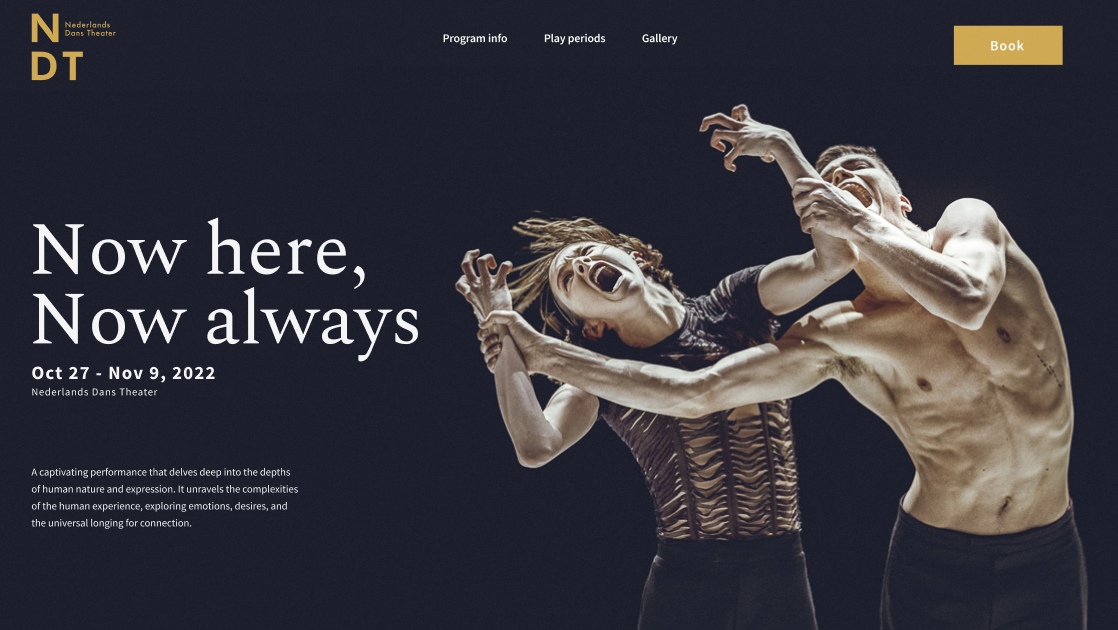 N Nederlands
Dans Theater
DT
Program info
Play periods
Gallery
Book
Now here,
Now always
Oct 27 - Nov 9, 2022
Nederlands Dans Theater
A captivating performance that delves deep into the depths
of human nature and expression. It unravels the complexities
of the human experience, exploring emotions, desires, and
the universal longing for connection.